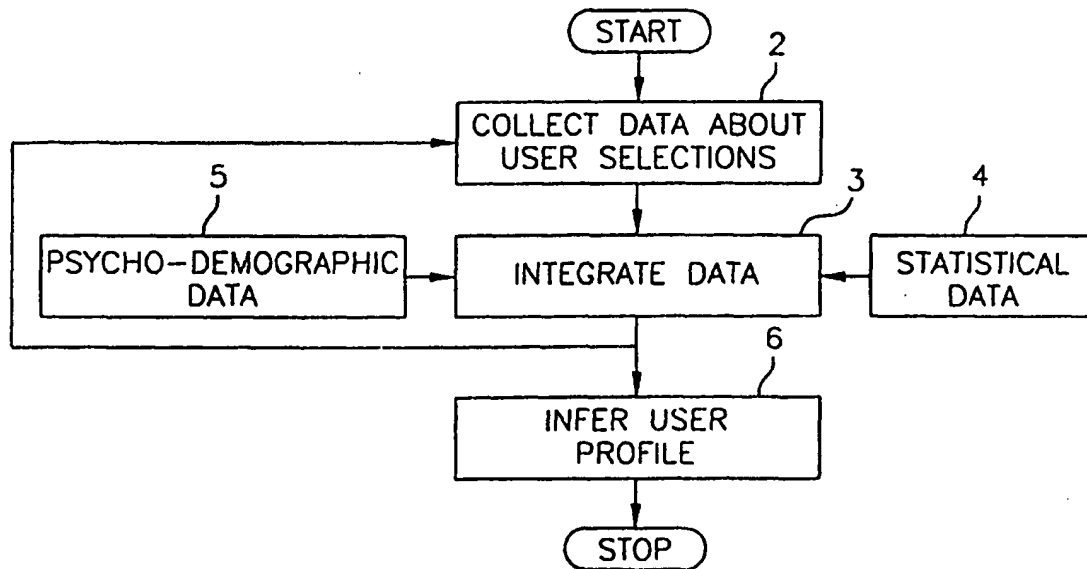 START
2
COLLECT DATA ABOUT
USER SELECTIONS
5
3
4
PSYCHO-DEMOGRAPHIC
DATA
INTEGRATE DATA
STATISTICAL
DATA
6
INFER USER
PROFILE
STOP